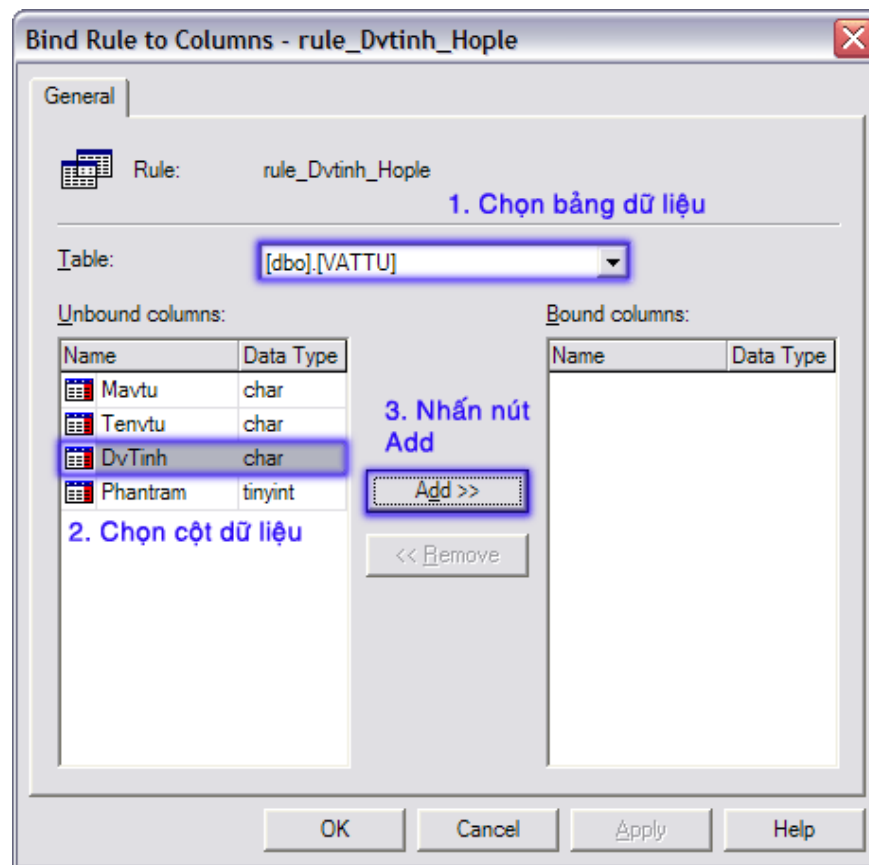 Bind Rule to Columns - rule_Dvtinh_Hople
General
Rule: rule_Dvtinh_Hople
1. Chọn bảng dữ liệu
Table: [dbo].[VATTU]
Unbound columns:
Name Data Type
Mavtu char
Tenvtu char
DvTinh char
Phantram tinyint
2. Chọn cột dữ liệu
3. Nhấn nút
Add
Add >>
<< Remove
Bound columns:
Name Data Type
OK Cancel Apply Help